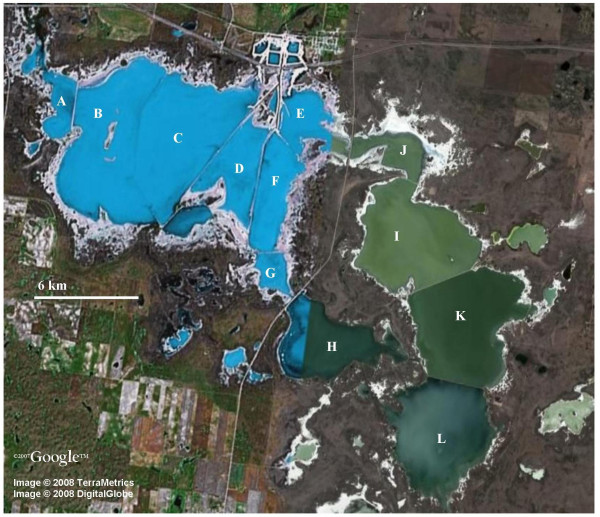 A
B
C
E
J
D
F
I
G
6 km
K
H
L
©2007 Google™
Image © 2008 TerraMetrics
Image © 2008 DigitalGlobe